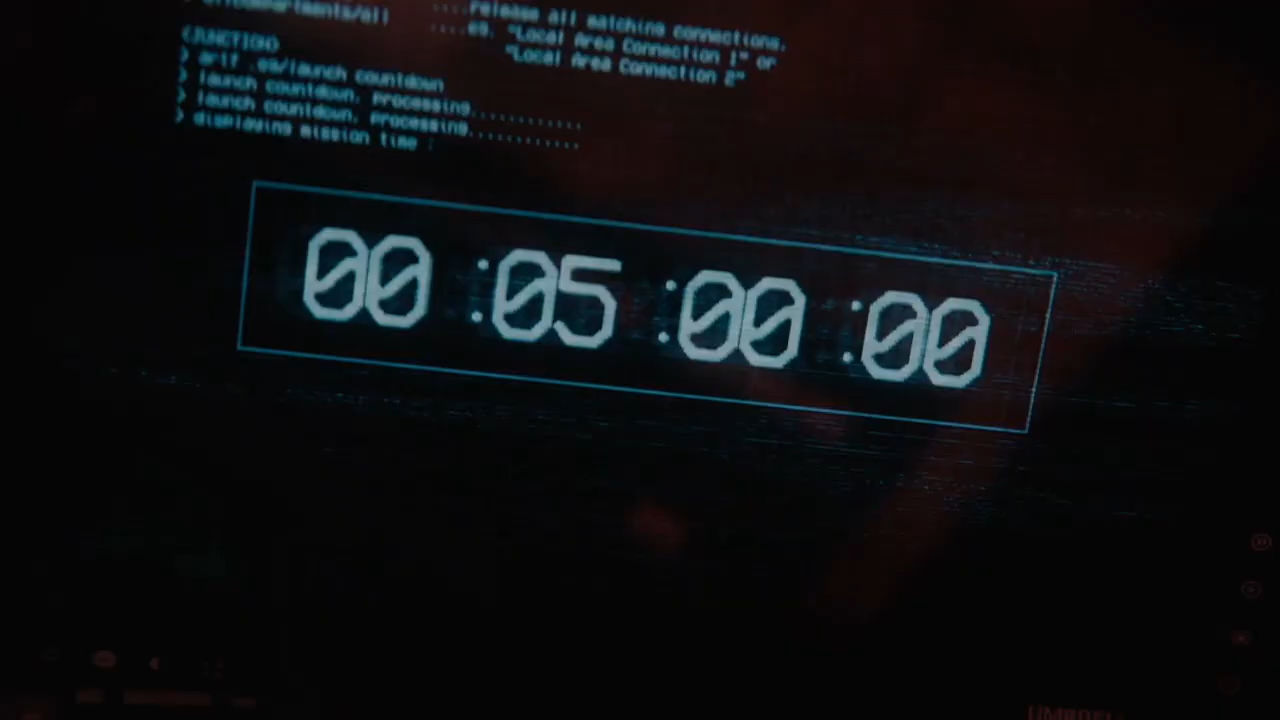 ....release all matching connections.
....eg. "Local Area Connection 1" or
"Local Area Connection 2"
(JUNCTION)
> launch countdown
> launch countdown. processing............
> launch countdown. processing............
> displaying mission time :
00 :05 :00 :00